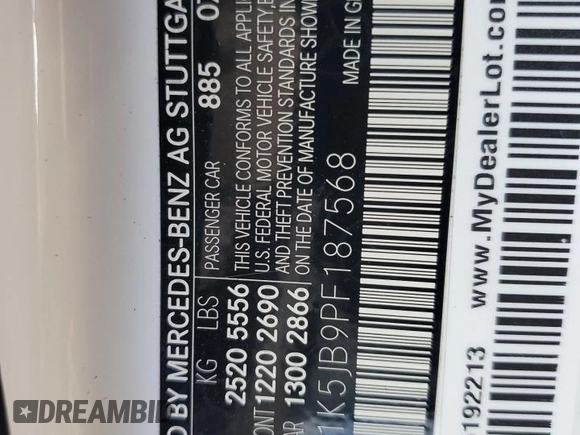 D BY MERCEDES-BENZ AG STUTTGA
885
KG LBS PASSENGER CAR
2520 5556 THIS VEHICLE CONFORMS TO ALL APPL
ONT 1220 2690 U.S. FEDERAL MOTOR VEHICLE SAFETY, B
AR 1300 2866 AND THEFT PREVENTION STANDARDS IN
ON THE DATE OF MANUFACTURE SHOW
1K5JB9PF187568 MADE IN G
192213 www.MyDealerLot.com
DREAMBID